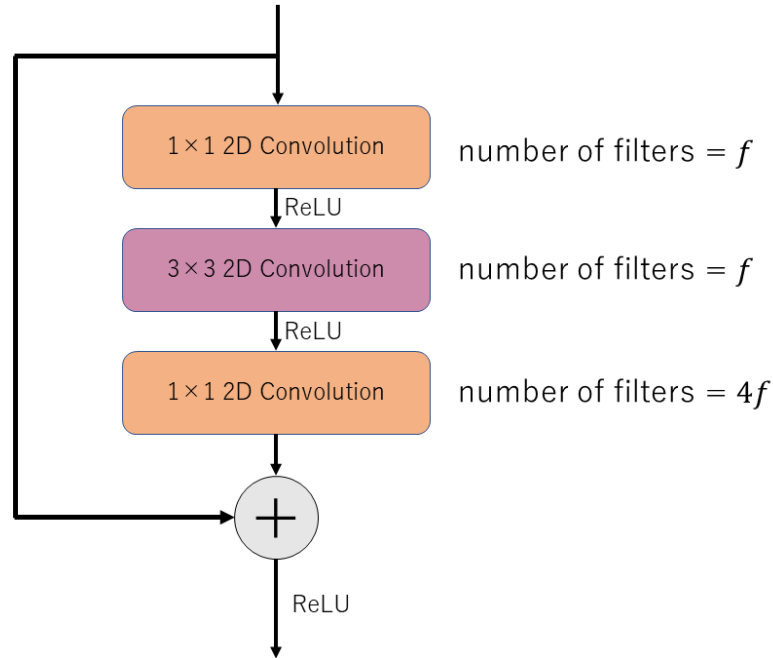 1×1 2D Convolution number of filters = f
ReLU
3×3 2D Convolution number of filters = f
ReLU
1×1 2D Convolution number of filters = 4f
+
ReLU